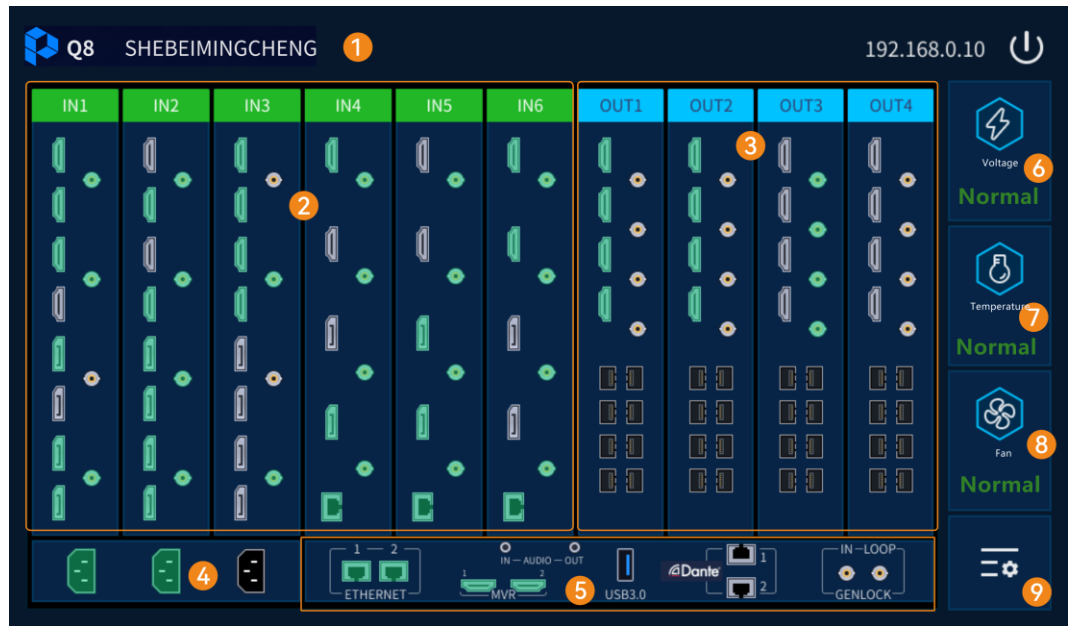 Q8 SHEBEIMINGCHENG 1 192.168.0.10
IN1 IN2 IN3 IN4 IN5 IN6 OUT1 OUT2 OUT3 OUT4
2
3
Voltage 6
Normal
Temperature 7
Normal
Fan 8
Normal
4
1 2
ETHERNET
IN AUDIO OUT
1 2
MVR
5
USB3.0
Dante
1
2
IN LOOP
GENLOCK
9